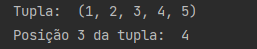 Tupla:  (1, 2, 3, 4, 5)
Posição 3 da tupla:  4